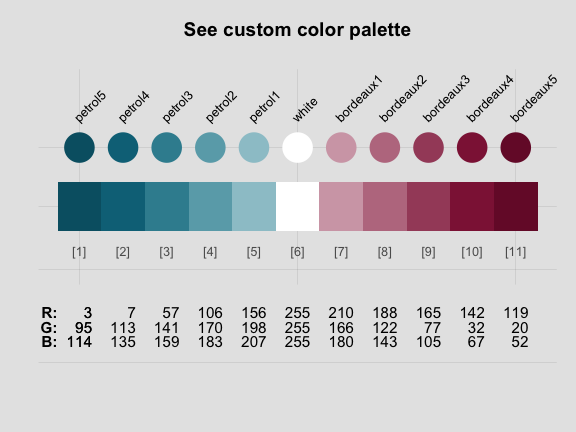 See custom color palette
petrol5 petrol4 petrol3 petrol2 petrol1 white bordeaux1 bordeaux2 bordeaux3 bordeaux4 bordeaux5
[1] [2] [3] [4] [5] [6] [7] [8] [9] [10] [11]
R: 3 7 57 106 156 255 210 188 165 142 119
G: 95 113 141 170 198 255 166 122 77 32 20
B: 114 135 159 183 207 255 180 143 105 67 52